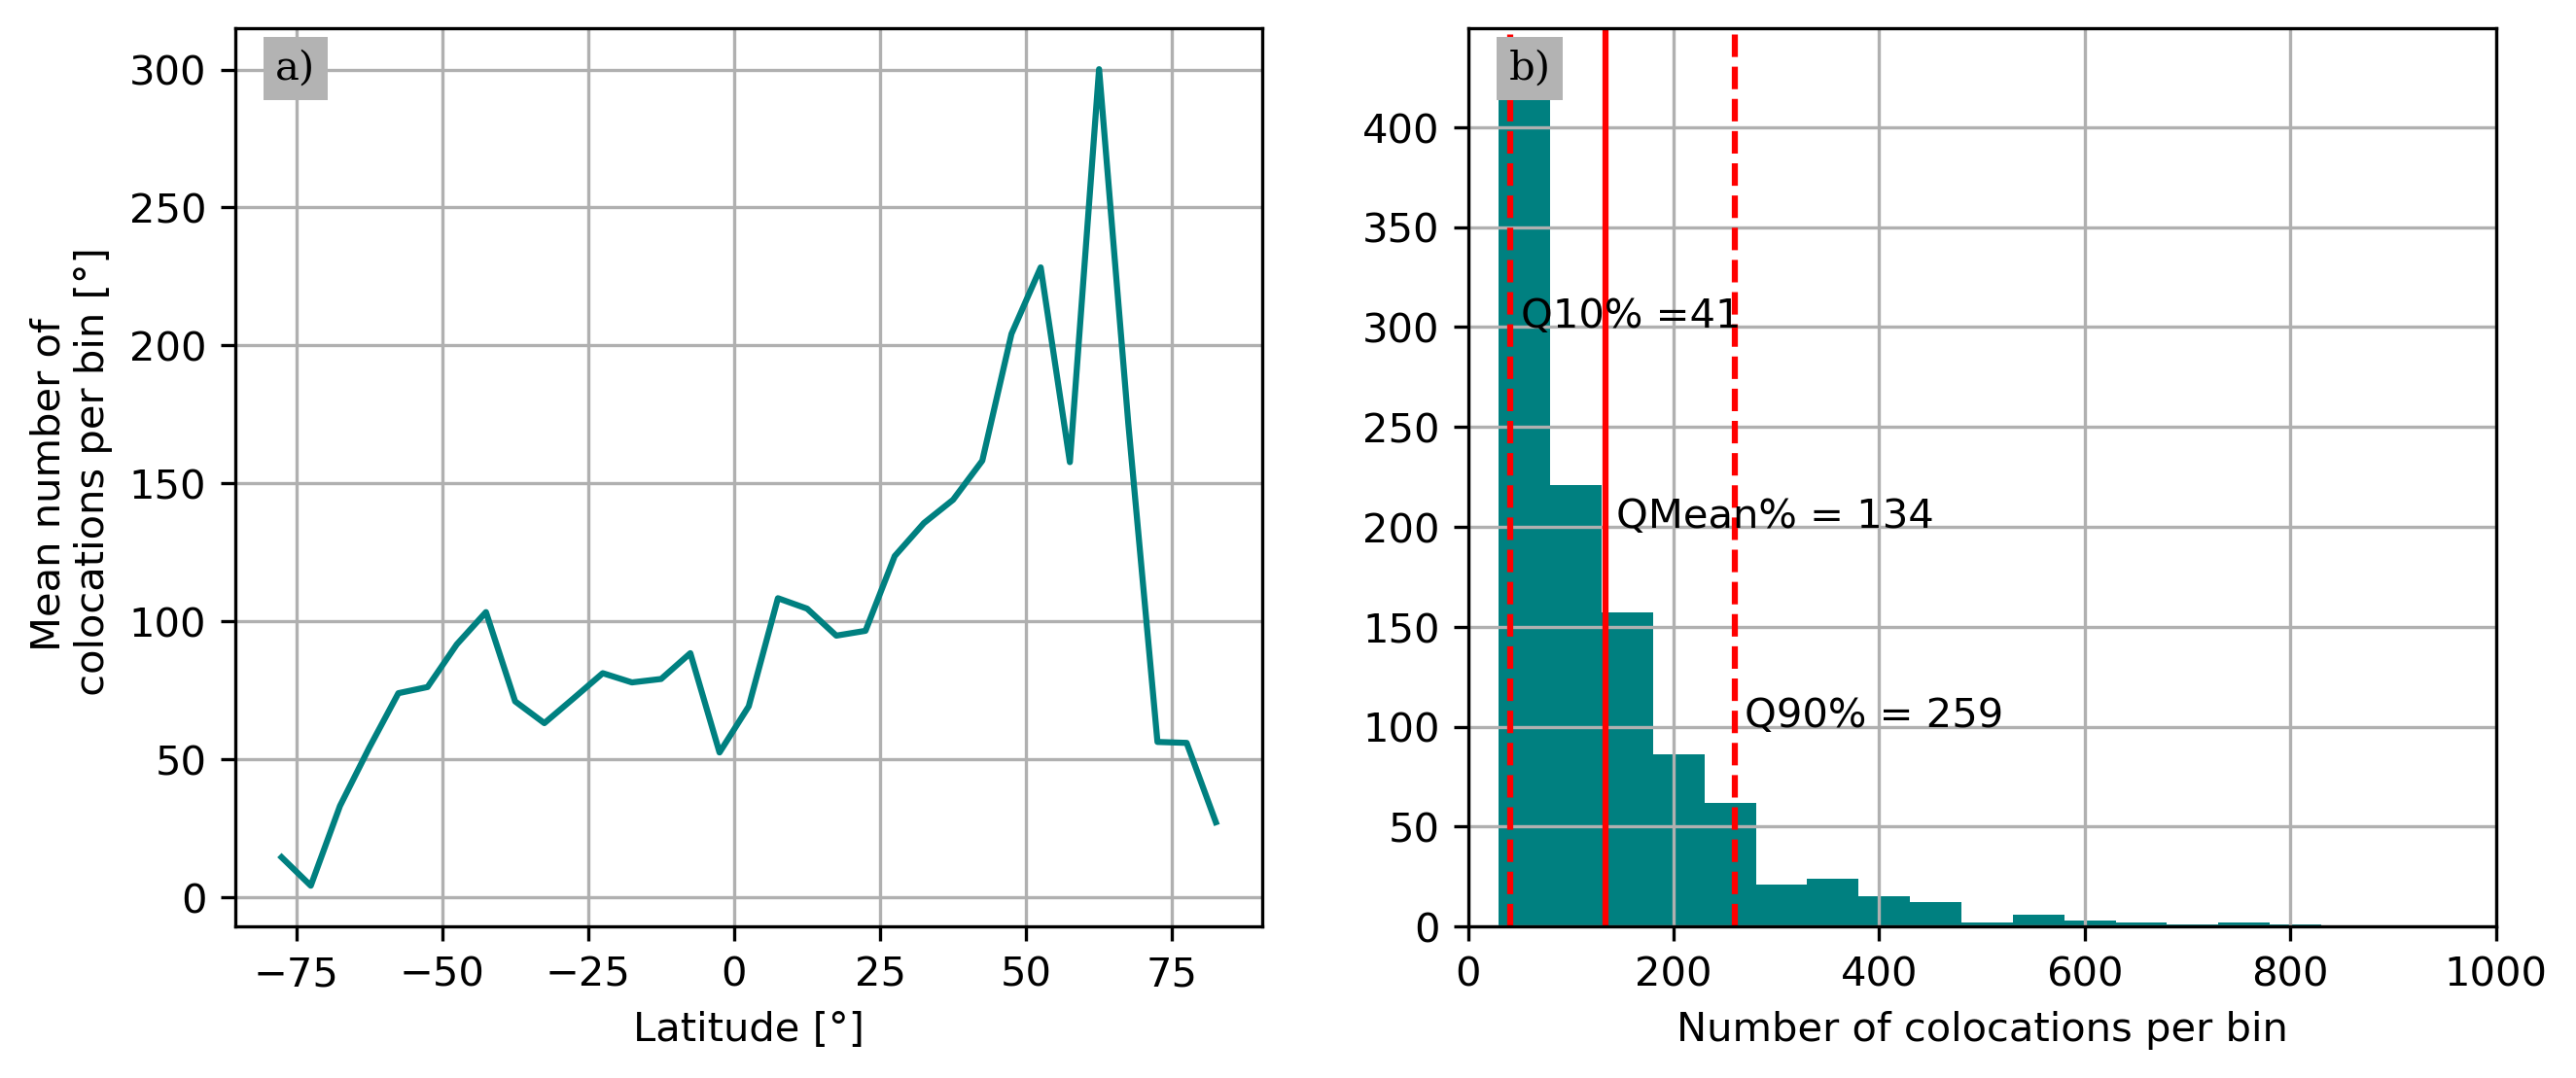 a)
300
250
200
150
100
50
0
Mean number of
colocations per bin [°]
−75 −50 −25 0 25 50 75
Latitude [°]
b)
400
350
300
250
200
150
100
50
0
Q10% =41
QMean% = 134
Q90% = 259
0 200 400 600 800 1000
Number of colocations per bin